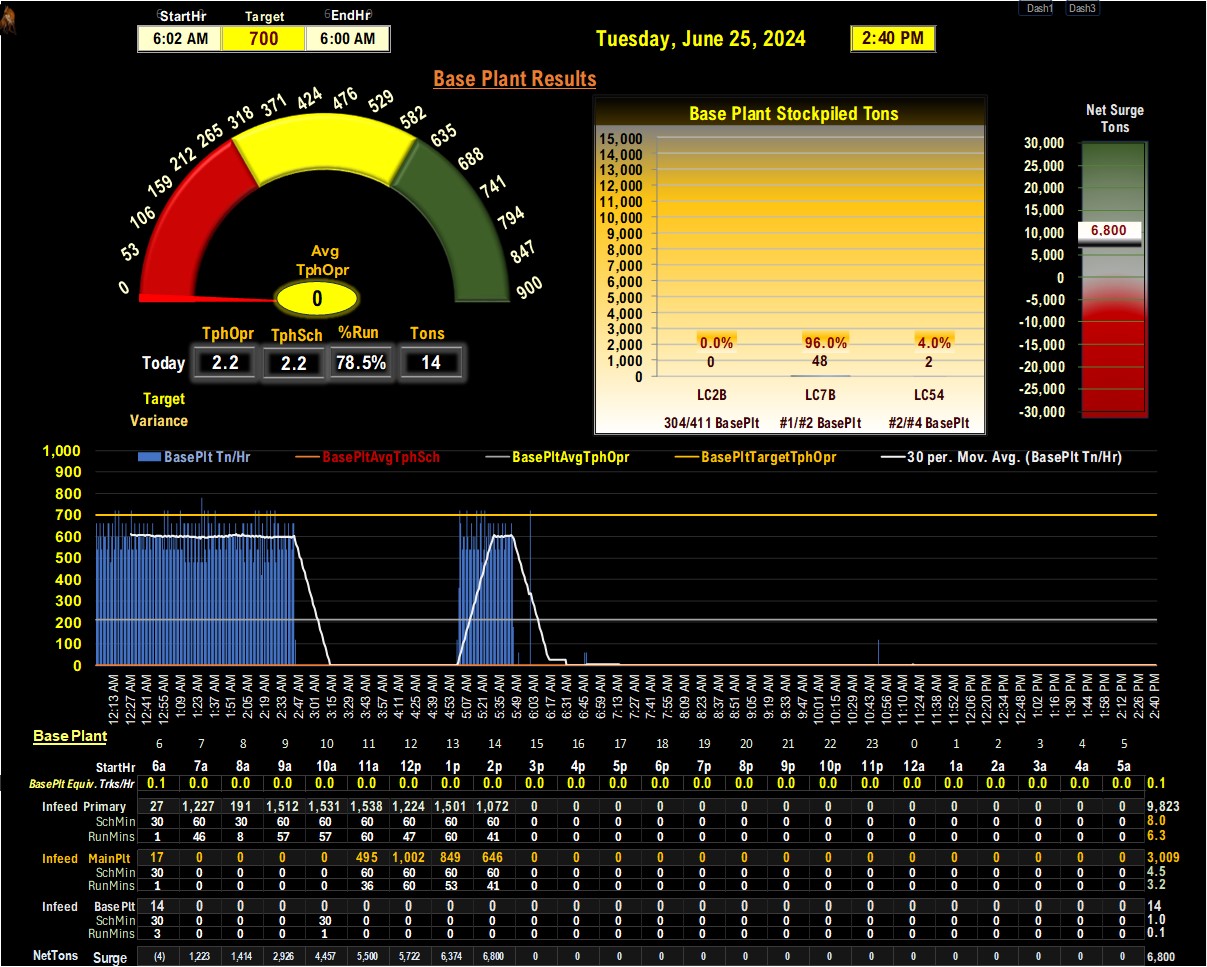 Dash1 Dash3
StartHr Target EndHr
6:02 AM 700 6:00 AM
Tuesday, June 25, 2024 2:40 PM
Base Plant Results
0 53 106 159 212 265 318 371 424 476 529 582 635 688 741 794 847 900
Avg
TphOpr
0
TphOpr TphSch %Run Tons
Today 2.2 2.2 78.5% 14
Target
Variance
Base Plant Stockpiled Tons
15,000
14,000
13,000
12,000
11,000
10,000
9,000
8,000
7,000
6,000
5,000
4,000
3,000
2,000
1,000
0
0.0% 96.0% 4.0%
0 48 2
LC2B LC7B LC54
304/411 BasePlt #1/#2 BasePlt #2/#4 BasePlt
Net Surge
Tons
30,000
25,000
20,000
15,000
10,000
5,000
0
-5,000
-10,000
-15,000
-20,000
-25,000
-30,000
6,800
BasePlt Tn/Hr BasePltAvgTphSch BasePltAvgTphOpr BasePltTargetTphOpr 30 per. Mov. Avg. (BasePlt Tn/Hr)
1,000
900
800
700
600
500
400
300
200
100
0
12:13 AM 12:27 AM 12:41 AM 12:55 AM 1:09 AM 1:23 AM 1:37 AM 1:51 AM 2:05 AM 2:19 AM 2:33 AM 2:47 AM 3:01 AM 3:15 AM 3:29 AM 3:43 AM 3:57 AM 4:11 AM 4:25 AM 4:39 AM 4:53 AM 5:07 AM 5:21 AM 5:35 AM 5:49 AM 6:03 AM 6:17 AM 6:31 AM 6:45 AM 6:59 AM 7:13 AM 7:27 AM 7:41 AM 7:55 AM 8:09 AM 8:23 AM 8:37 AM 8:51 AM 9:05 AM 9:19 AM 9:33 AM 9:47 AM 10:01 AM 10:15 AM 10:29 AM 10:43 AM 10:56 AM 11:10 AM 11:24 AM 11:38 AM 11:52 AM 12:06 PM 12:20 PM 12:34 PM 12:48 PM 1:02 PM 1:16 PM 1:30 PM 1:44 PM 1:58 PM 2:12 PM 2:26 PM 2:40 PM
Base Plant
6 7 8 9 10 11 12 13 14 15 16 17 18 19 20 21 22 23 0 1 2 3 4 5
StartHr 6a 7a 8a 9a 10a 11a 12p 1p 2p 3p 4p 5p 6p 7p 8p 9p 10p 11p 12a 1a 2a 3a 4a 5a
BasePlt Equiv. Trks/Hr 0.1 0.0 0.0 0.0 0.0 0.0 0.0 0.0 0.0 0.0 0.0 0.0 0.0 0.0 0.0 0.0 0.0 0.0 0.0 0.0 0.0 0.0 0.0 0.0 0.1
Infeed Primary 27 1,227 191 1,512 1,531 1,538 1,224 1,501 1,072 0 0 0 0 0 0 0 0 0 0 0 0 0 0 0 9,823
SchMin 30 60 30 60 60 60 60 60 60 0 0 0 0 0 0 0 0 0 0 0 0 0 0 0 8.0
RunMins 1 46 8 57 57 60 47 60 41 0 0 0 0 0 0 0 0 0 0 0 0 0 0 0 6.3
Infeed MainPlt 17 0 0 0 0 495 1,002 849 646 0 0 0 0 0 0 0 0 0 0 0 0 0 0 0 3,009
SchMin 30 0 0 0 0 60 60 60 60 0 0 0 0 0 0 0 0 0 0 0 0 0 0 0 4.5
RunMins 1 0 0 0 0 36 60 53 41 0 0 0 0 0 0 0 0 0 0 0 0 0 0 0 3.2
Infeed BasePlt 14 0 0 0 0 0 0 0 0 0 0 0 0 0 0 0 0 0 0 0 0 0 0 0 14
SchMin 30 0 0 0 30 0 0 0 0 0 0 0 0 0 0 0 0 0 0 0 0 0 0 0 1.0
RunMins 3 0 0 0 1 0 0 0 0 0 0 0 0 0 0 0 0 0 0 0 0 0 0 0 0.1
NetTons Surge (4) 1,223 1,414 2,926 4,457 5,500 5,722 6,374 6,800 0 0 0 0 0 0 0 0 0 0 0 0 0 0 0 6,800